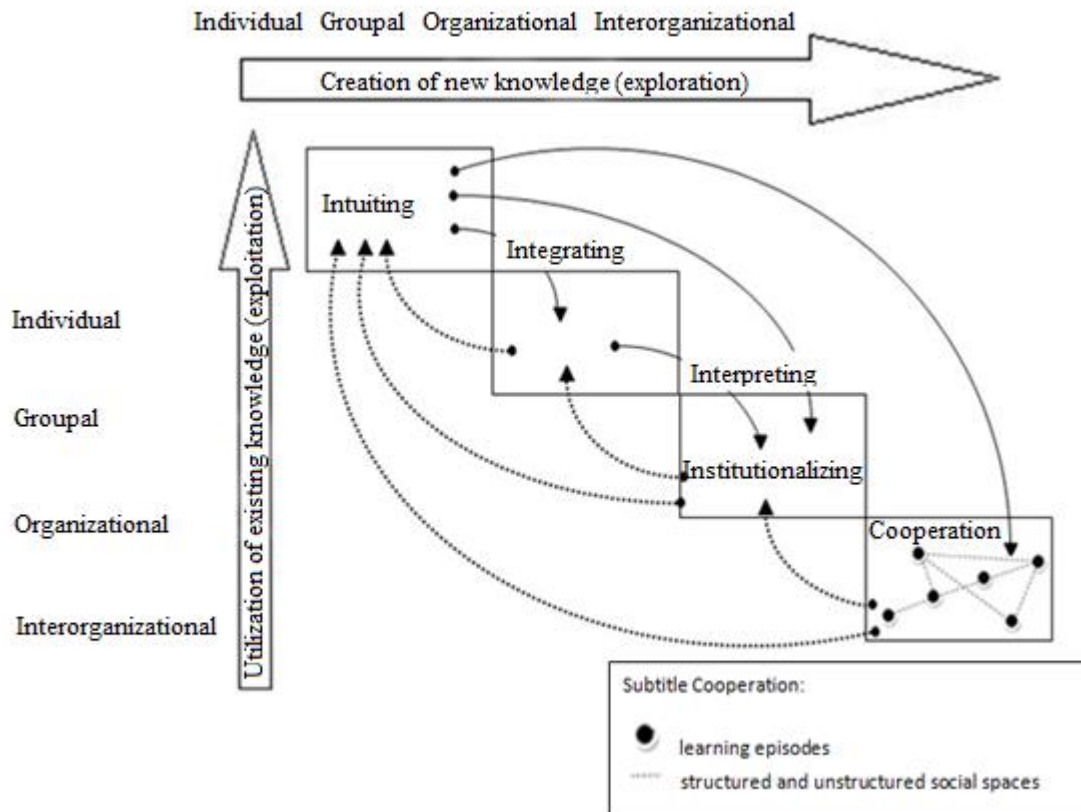 Individual Groupal Organizational Interorganizational
Creation of new knowledge (exploration)
Utilization of existing knowledge (exploitation)
Intuiting
Integrating
Individual
Interpreting
Groupal
Institutionalizing
Organizational
Cooperation
Interorganizational
Subtitle Cooperation:
learning episodes
structured and unstructured social spaces